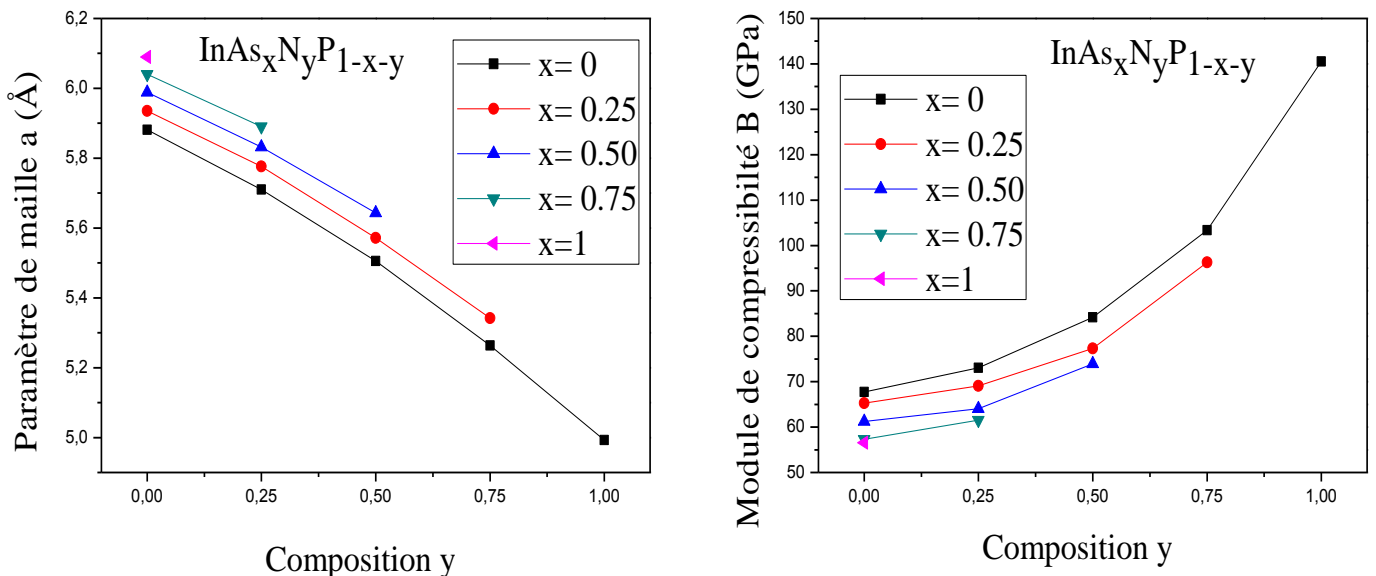 Paramètre de maille a (Å)
6,2
6,0
5,8
5,6
5,4
5,2
5,0
InAsxNyP1-x-y
x= 0
x= 0.25
x= 0.50
x= 0.75
x=1
0,00 0,25 0,50 0,75 1,00
Composition y
Module de compressibilté B (GPa)
150
140
130
120
110
100
90
80
70
60
50
InAsxNyP1-x-y
x= 0
x= 0.25
x= 0.50
x= 0.75
x=1
0,00 0,25 0,50 0,75 1,00
Composition y